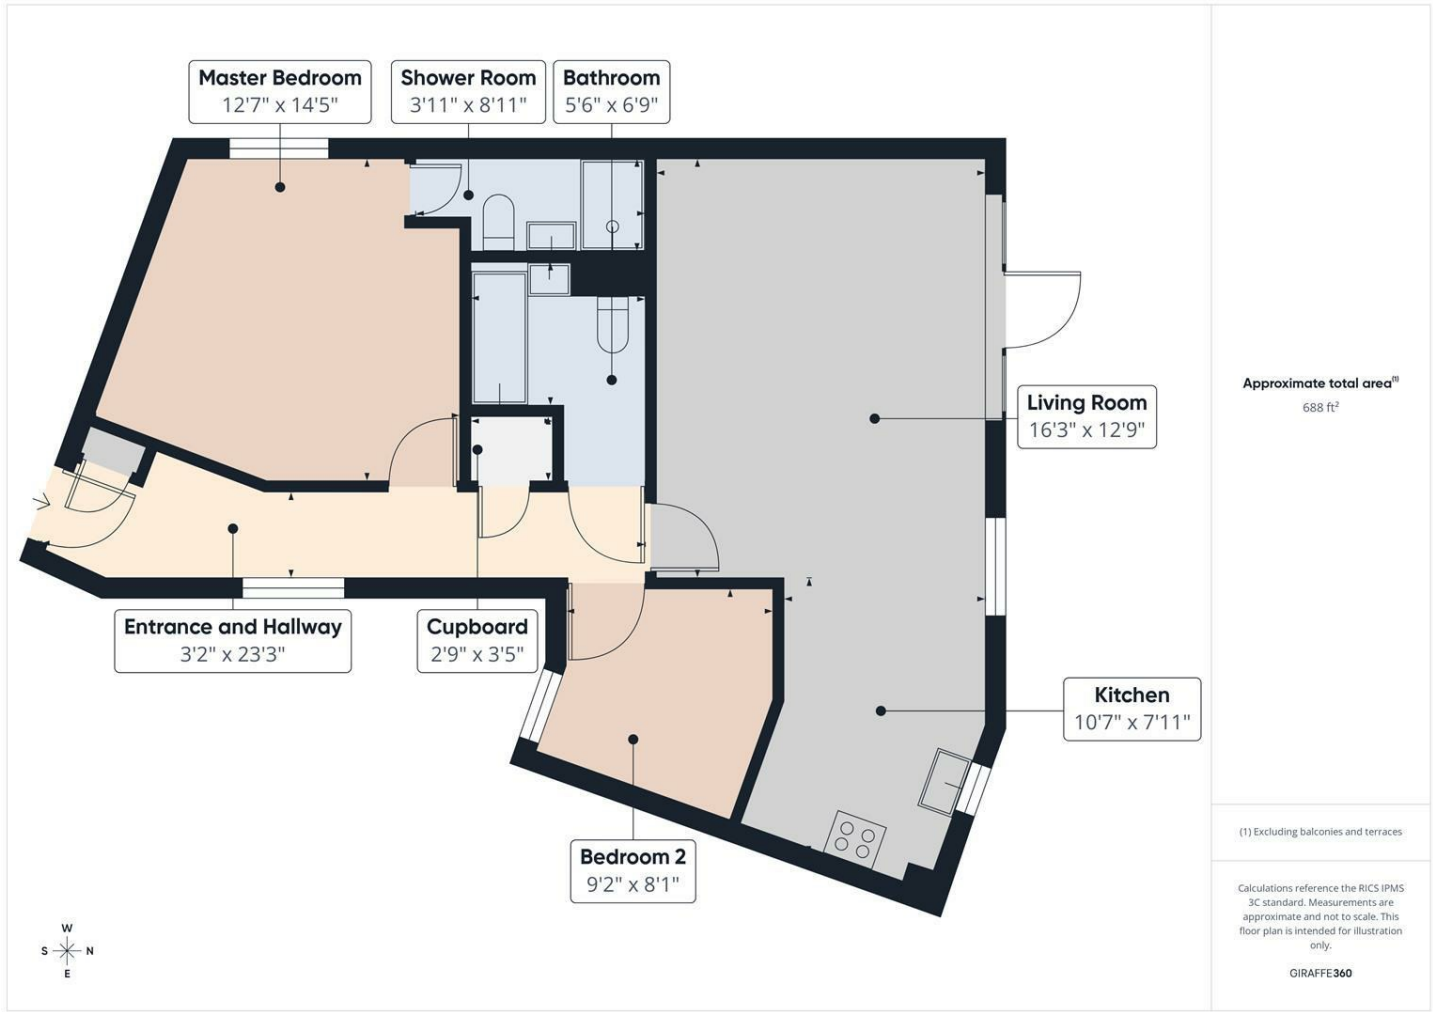 Master Bedroom
12'7" x 14'5"
Shower Room
3'11" x 8'11"
Bathroom
5'6" x 6'9"
Living Room
16'3" x 12'9"
Entrance and Hallway
3'2" x 23'3"
Cupboard
2'9" x 3'5"
Kitchen
10'7" x 7'11"
Bedroom 2
9'2" x 8'1"
W
S N
E
Approximate total area(1)
688 ft²
(1) Excluding balconies and terraces
Calculations reference the RICS IPMS
3C standard. Measurements are
approximate and not to scale. This
floor plan is intended for illustration
only.
GIRAFFE360